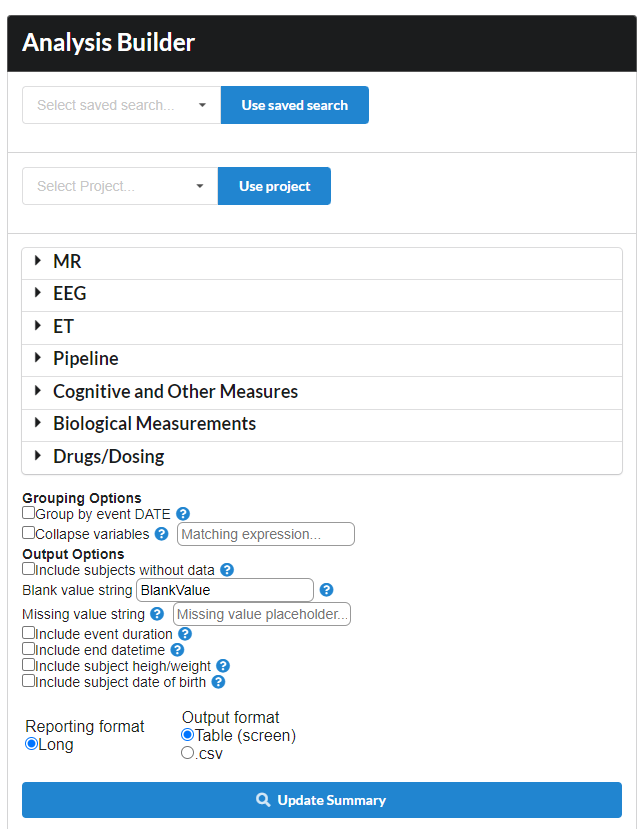 Analysis Builder
Select saved search... Use saved search
Select Project... Use project
MR
EEG
ET
Pipeline
Cognitive and Other Measures
Biological Measurements
Drugs/Dosing
Grouping Options
Group by event DATE ?
Collapse variables ? Matching expression...
Output Options
Include subjects without data ?
Blank value string BlankValue ?
Missing value string ? Missing value placeholder...
Include event duration ?
Include end datetime ?
Include subject heigh/weight ?
Include subject date of birth ?
Reporting format
Long
Output format
Table (screen)
.csv
Update Summary